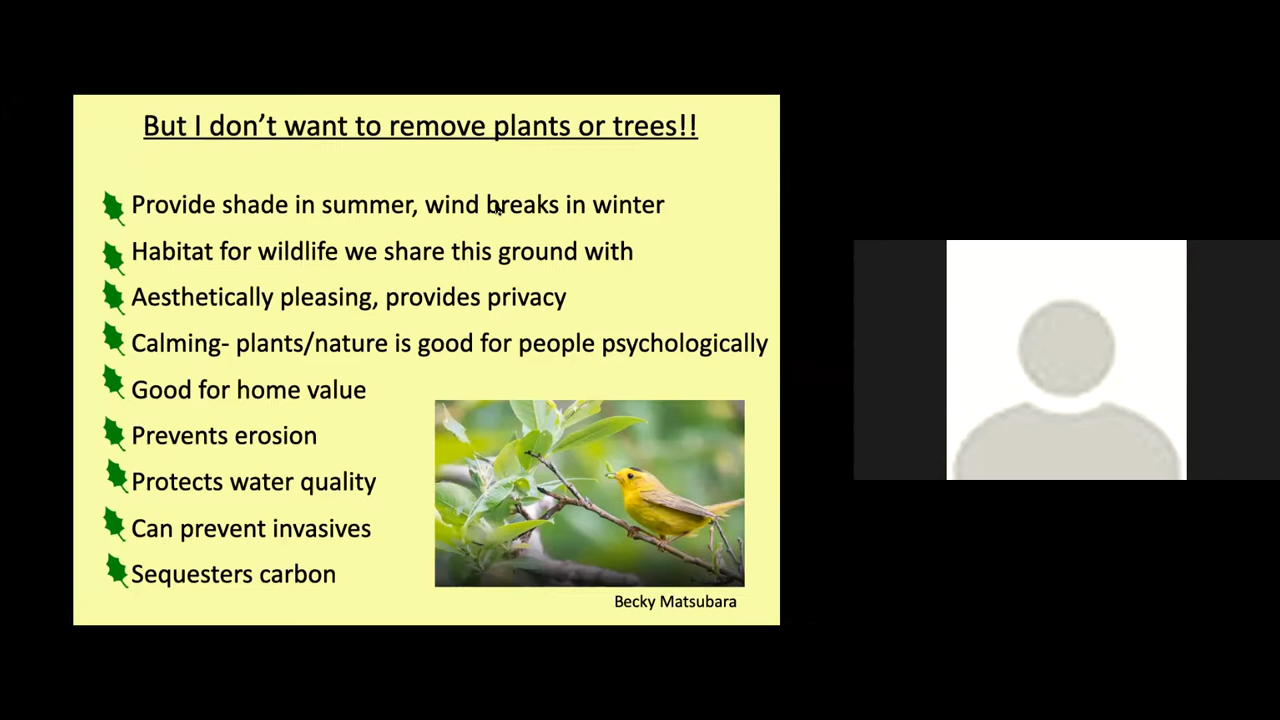 But I don’t want to remove plants or trees!!
Provide shade in summer, wind breaks in winter
Habitat for wildlife we share this ground with
Aesthetically pleasing, provides privacy
Calming- plants/nature is good for people psychologically
Good for home value
Prevents erosion
Protects water quality
Can prevent invasives
Sequesters carbon
Becky Matsubara